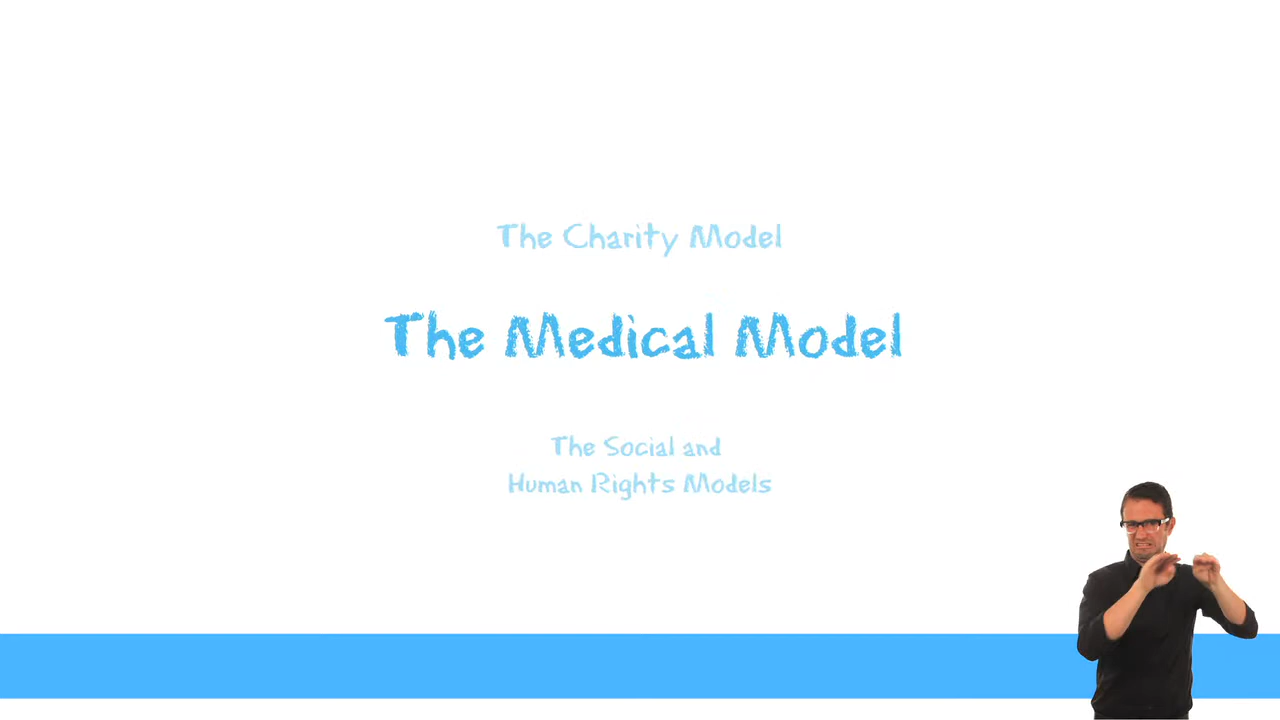 The Charity Model
The Medical Model
The Social and
Human Rights Models